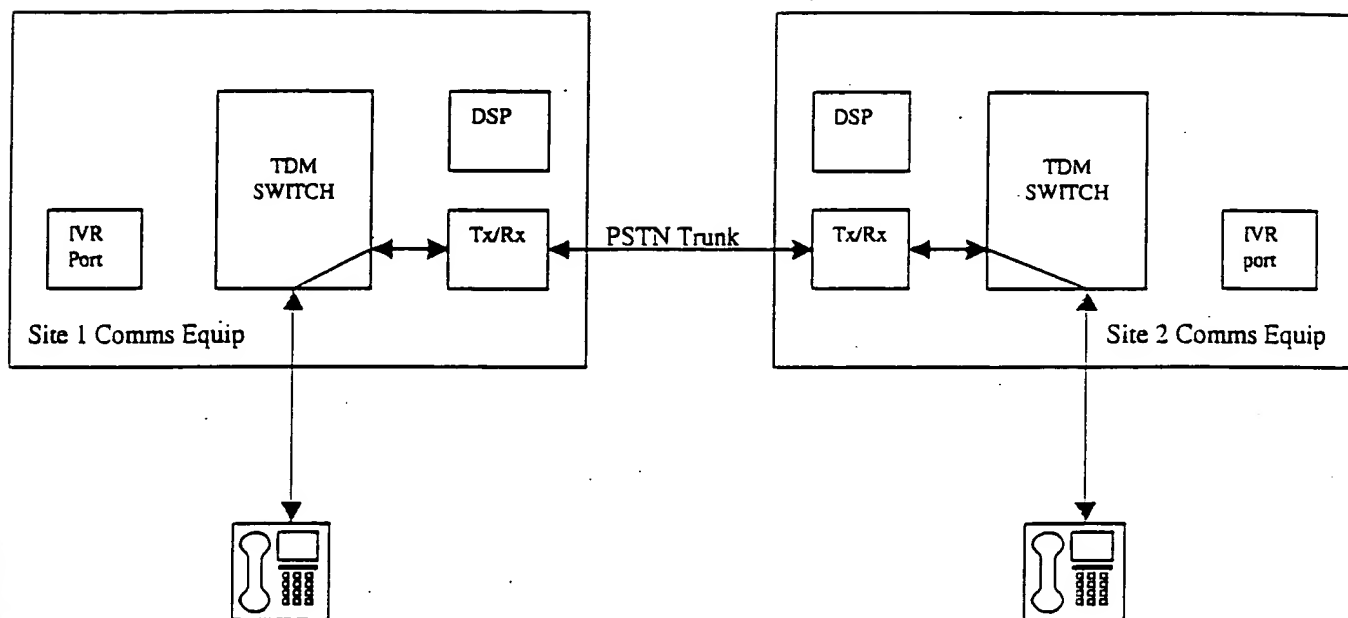 DSP
DSP
TDM
SWITCH
TDM
SWITCH
IVR
Port
Tx/Rx
PSTN Trunk
Tx/Rx
IVR
port
Site 1 Comms Equip
Site 2 Comms Equip